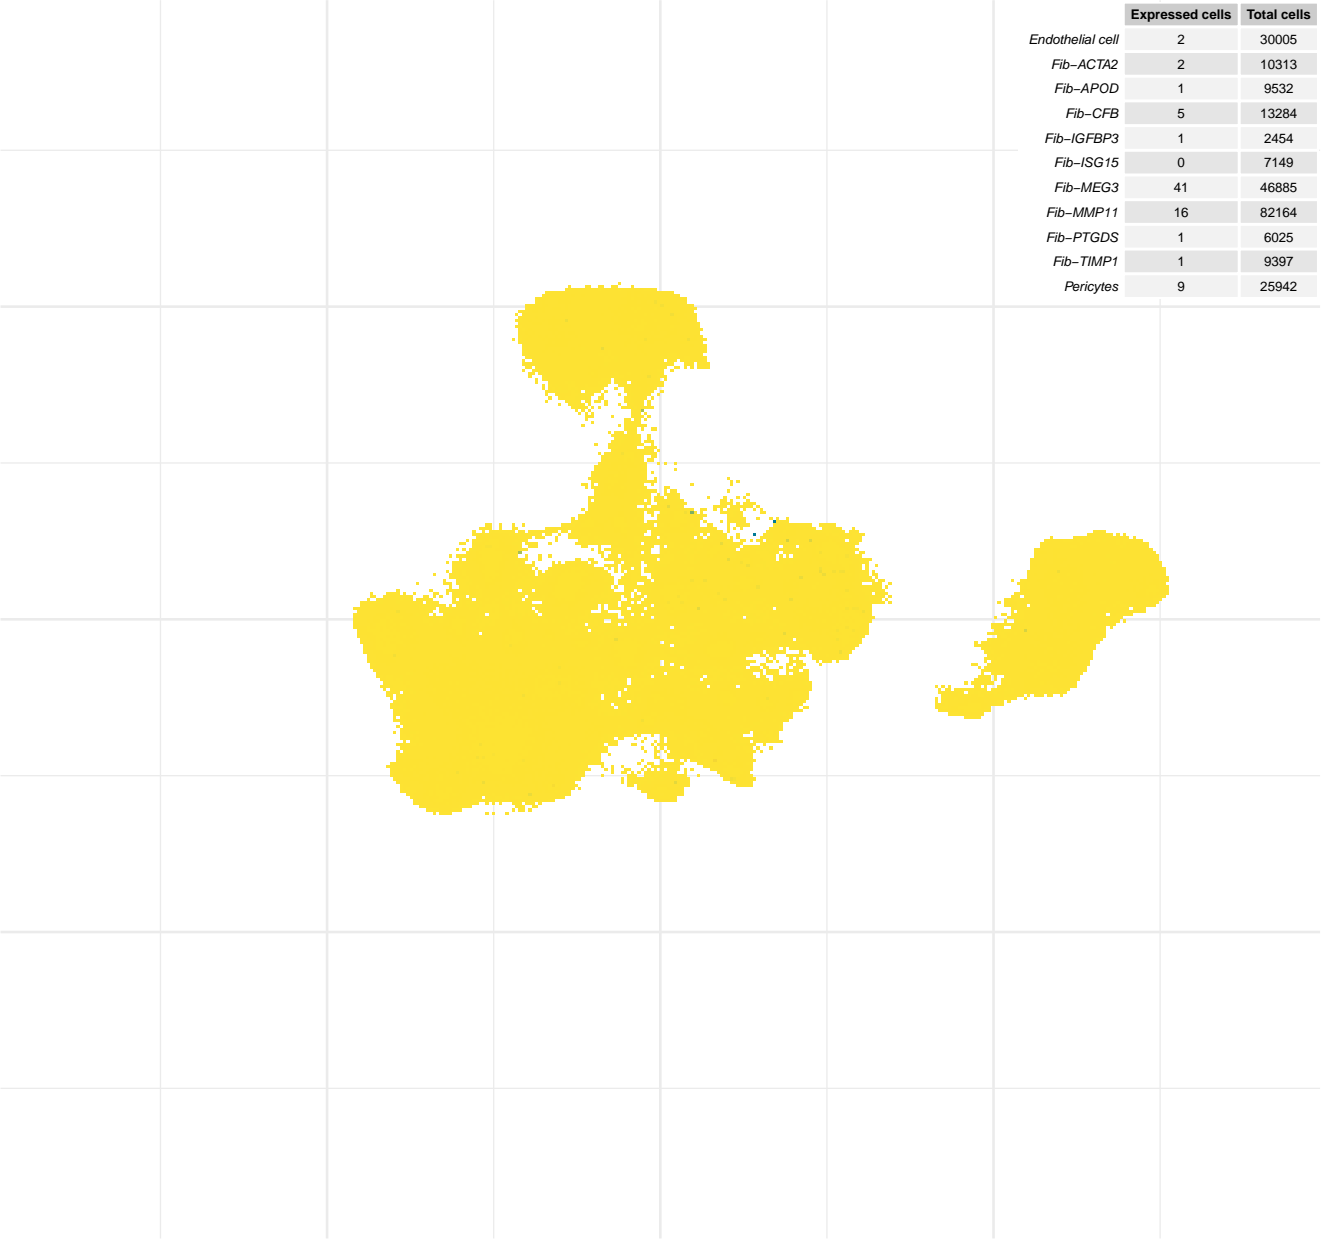 Expressed cells Total cells
Endothelial cell 2 30005
Fib−ACTA2 2 10313
Fib−APOD 1 9532
Fib−CFB 5 13284
Fib−IGFBP3 1 2454
Fib−ISG15 0 7149
Fib−MEG3 41 46885
Fib−MMP11 16 82164
Fib−PTGDS 1 6025
Fib−TIMP1 1 9397
Pericytes 9 25942